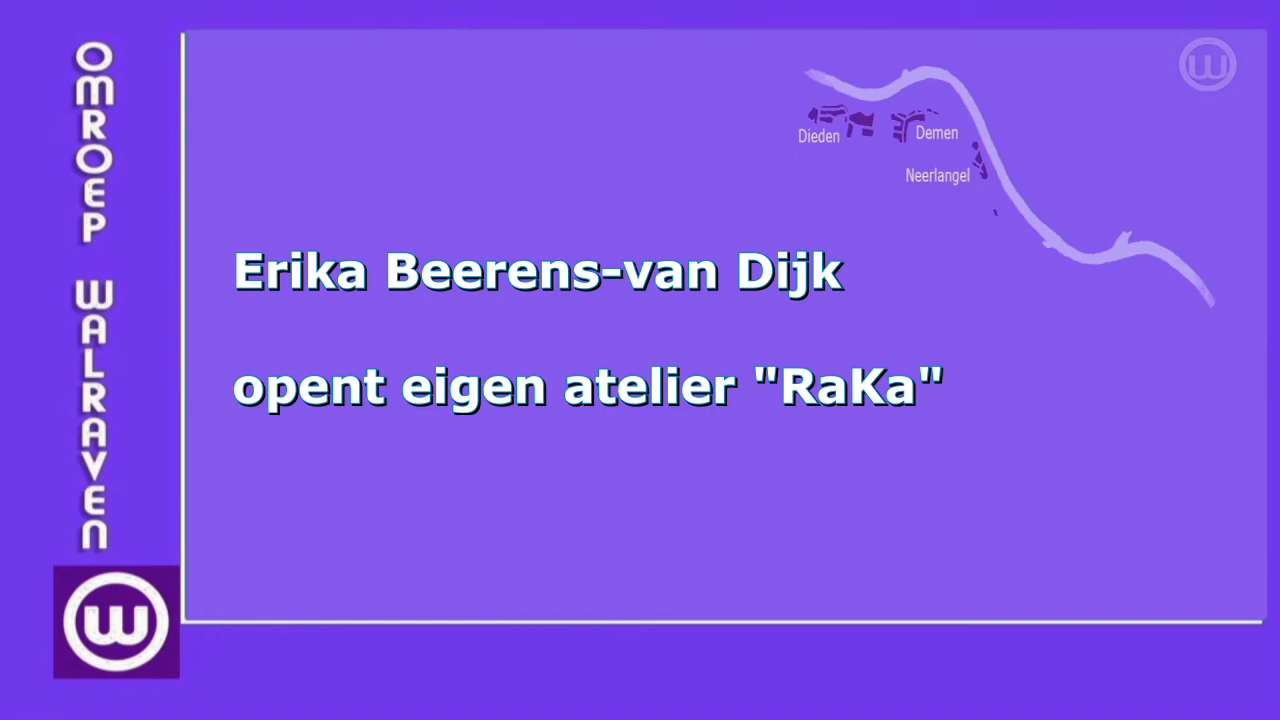 OMROEP WALRAVEN
W
W
Dieden
Demen
Neerlangel
Erika Beerens-van Dijk
opent eigen atelier "RaKa"